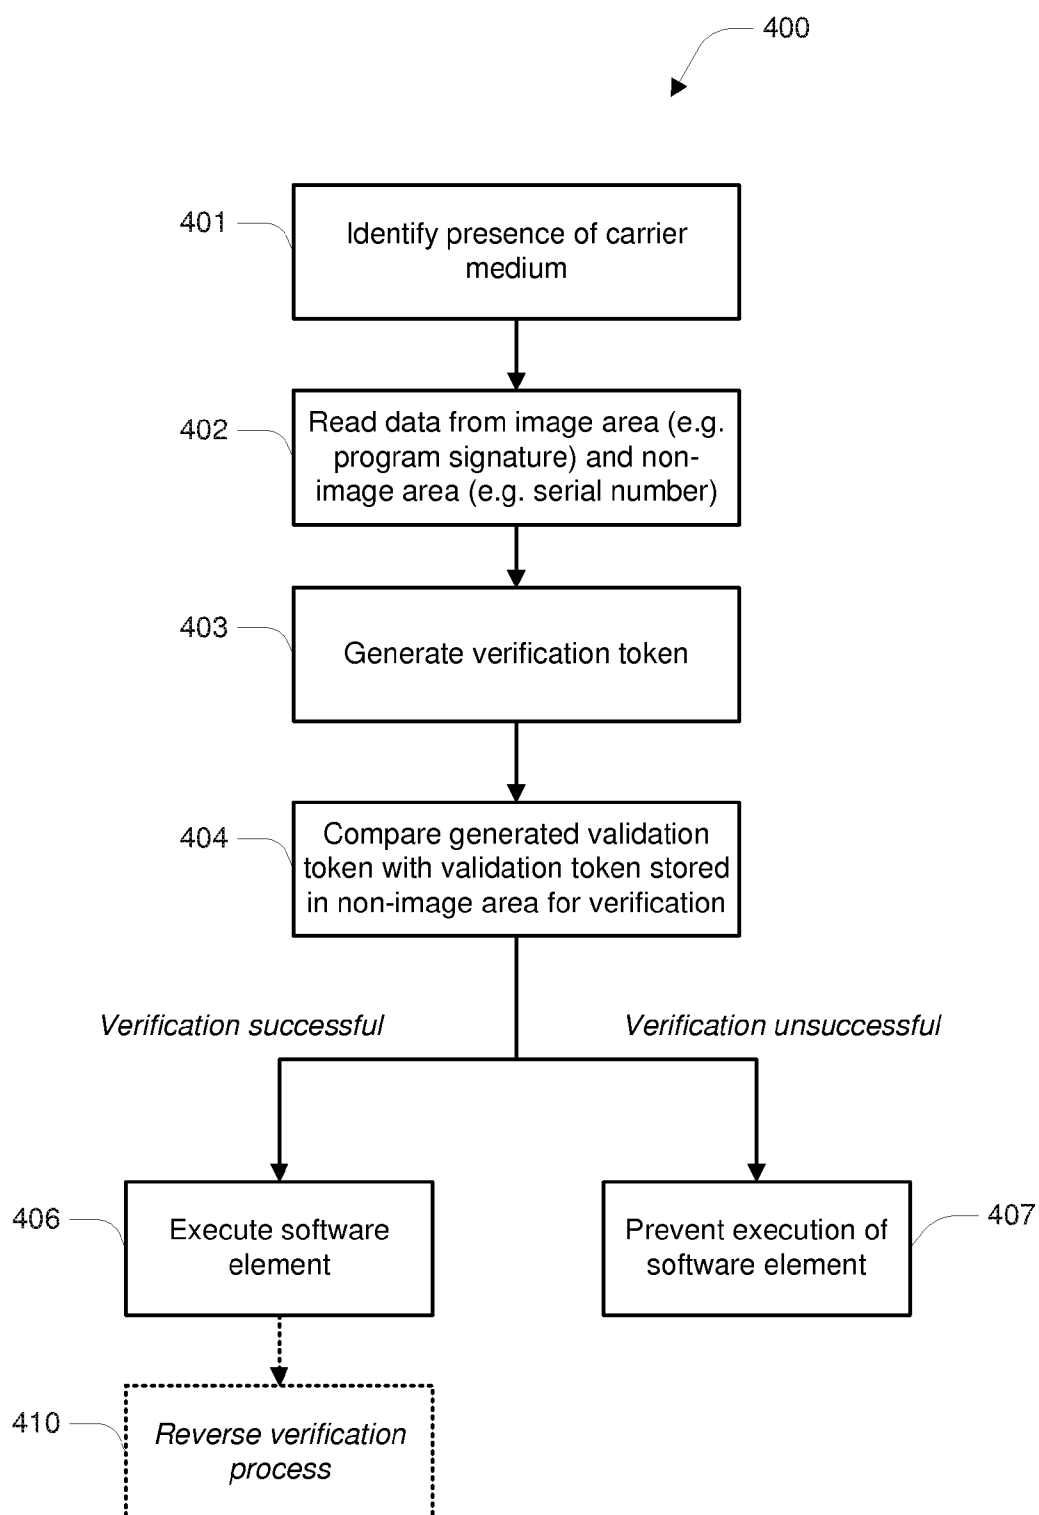 400
401
Identify presence of carrier
medium
402
Read data from image area (e.g.
program signature) and non-
image area (e.g. serial number)
403
Generate verification token
404
Compare generated validation
token with validation token stored
in non-image area for verification
Verification successful
Verification unsuccessful
406
Execute software
element
Prevent execution of
software element
407
410
Reverse verification
process